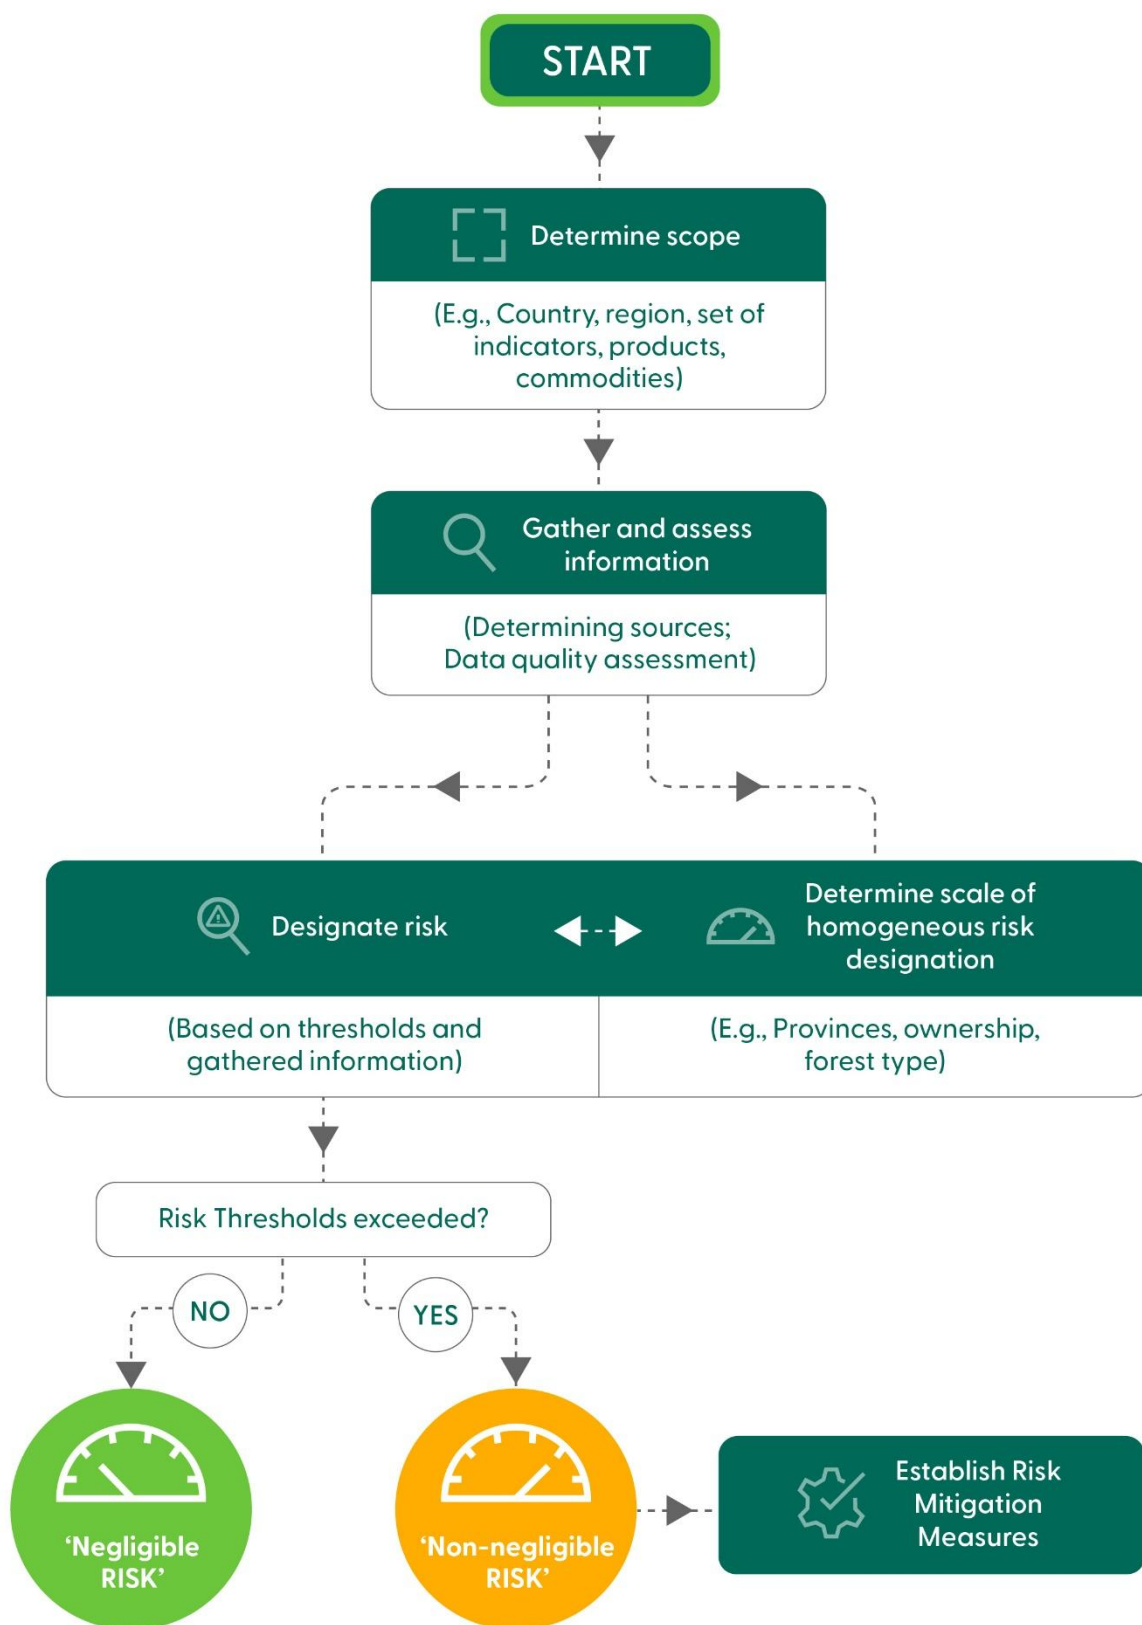 START
Determine scope
(E.g., Country, region, set of
indicators, products,
commodities)
Gather and assess
information
(Determining sources;
Data quality assessment)
Designate risk
(Based on thresholds and
gathered information)
Determine scale of
homogeneous risk
designation
(E.g., Provinces, ownership,
forest type)
Risk Thresholds exceeded?
NO
YES
‘Negligible
RISK’
‘Non-negligible
RISK’
Establish Risk
Mitigation
Measures